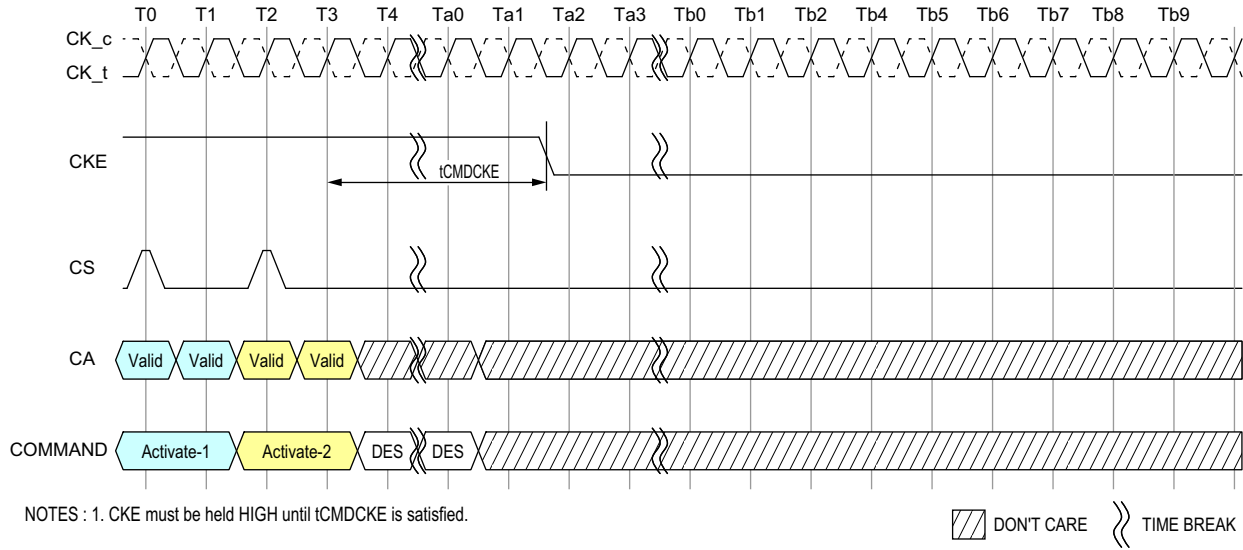 T0 T1 T2 T3 T4 Ta0 Ta1 Ta2 Ta3 Tb0 Tb1 Tb2 Tb4 Tb5 Tb6 Tb7 Tb8 Tb9
CK_c
CK_t
CKE
tCMDCKE
CS
CA Valid Valid Valid Valid
COMMAND Activate-1 Activate-2 DES DES
NOTES : 1. CKE must be held HIGH until tCMDCKE is satisfied.
DON'T CARE TIME BREAK